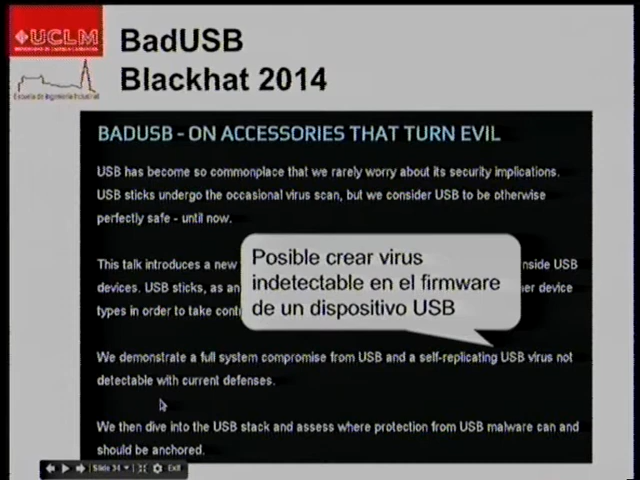 UCLM
Escuela de Ingeniería Industrial
BadUSB
Blackhat 2014
BADUSB - ON ACCESSORIES THAT TURN EVIL
USB has become so commonplace that we rarely worry about its security implications.
USB sticks undergo the occasional virus scan, but we consider USB to be otherwise
perfectly safe - until now.
This talk introduces a new
nside USB
devices. USB sticks, as an
er device
types in order to take cont
Posible crear virus
indetectable en el firmware
de un dispositivo USB
We demonstrate a full system compromise from USB and a self-replicating USB virus not
detectable with current defenses.
We then dive into the USB stack and assess where protection from USB malware can and
should be anchored.
Slide 34
Exit